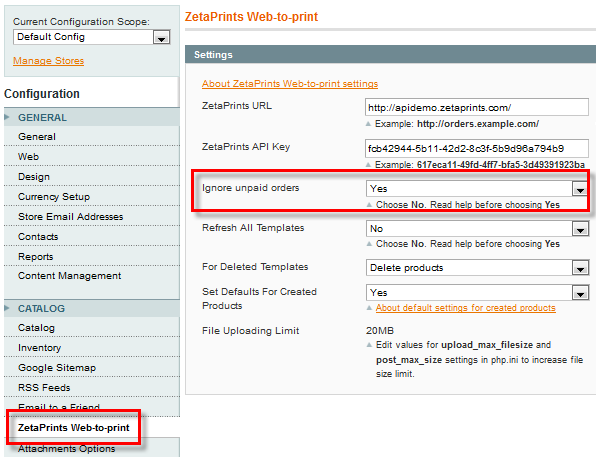 Current Configuration Scope:
Default Config
Manage Stores
Configuration
GENERAL
General
Web
Design
Currency Setup
Store Email Addresses
Contacts
Reports
Content Management
CATALOG
Catalog
Inventory
Google Sitemap
RSS Feeds
Email to a Friend
ZetaPrints Web-to-print
Attachments Options
ZetaPrints Web-to-print
Settings
About ZetaPrints Web-to-print settings
ZetaPrints URL
http://apidemo.zetaprints.com/
Example: http://orders.example.com/
ZetaPrints API Key
fcb42944-5b11-42d2-8c3f-5b9d96a794b9
Example: 617eca11-49fd-4ff7-bfa5-3d49391923ba
Ignore unpaid orders
Yes
Choose No. Read help before choosing Yes
Refresh All Templates
No
Choose No. Read help before choosing Yes
For Deleted Templates
Delete products
Set Defaults For Created
Products
Yes
About default settings for created products
File Uploading Limit
20MB
Edit values for upload_max_filesize and
post_max_size settings in php.ini to increase file
size limit.